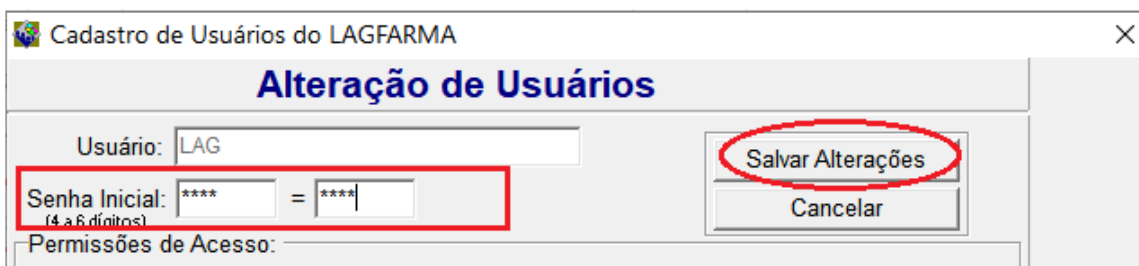 Cadastro de Usuários do LAGFARMA
Alteração de Usuários
Usuário: LAG
Salvar Alterações
Senha Inicial: **** = ****
(4 a 6 dígitos)
Cancelar
Permissões de Acesso: